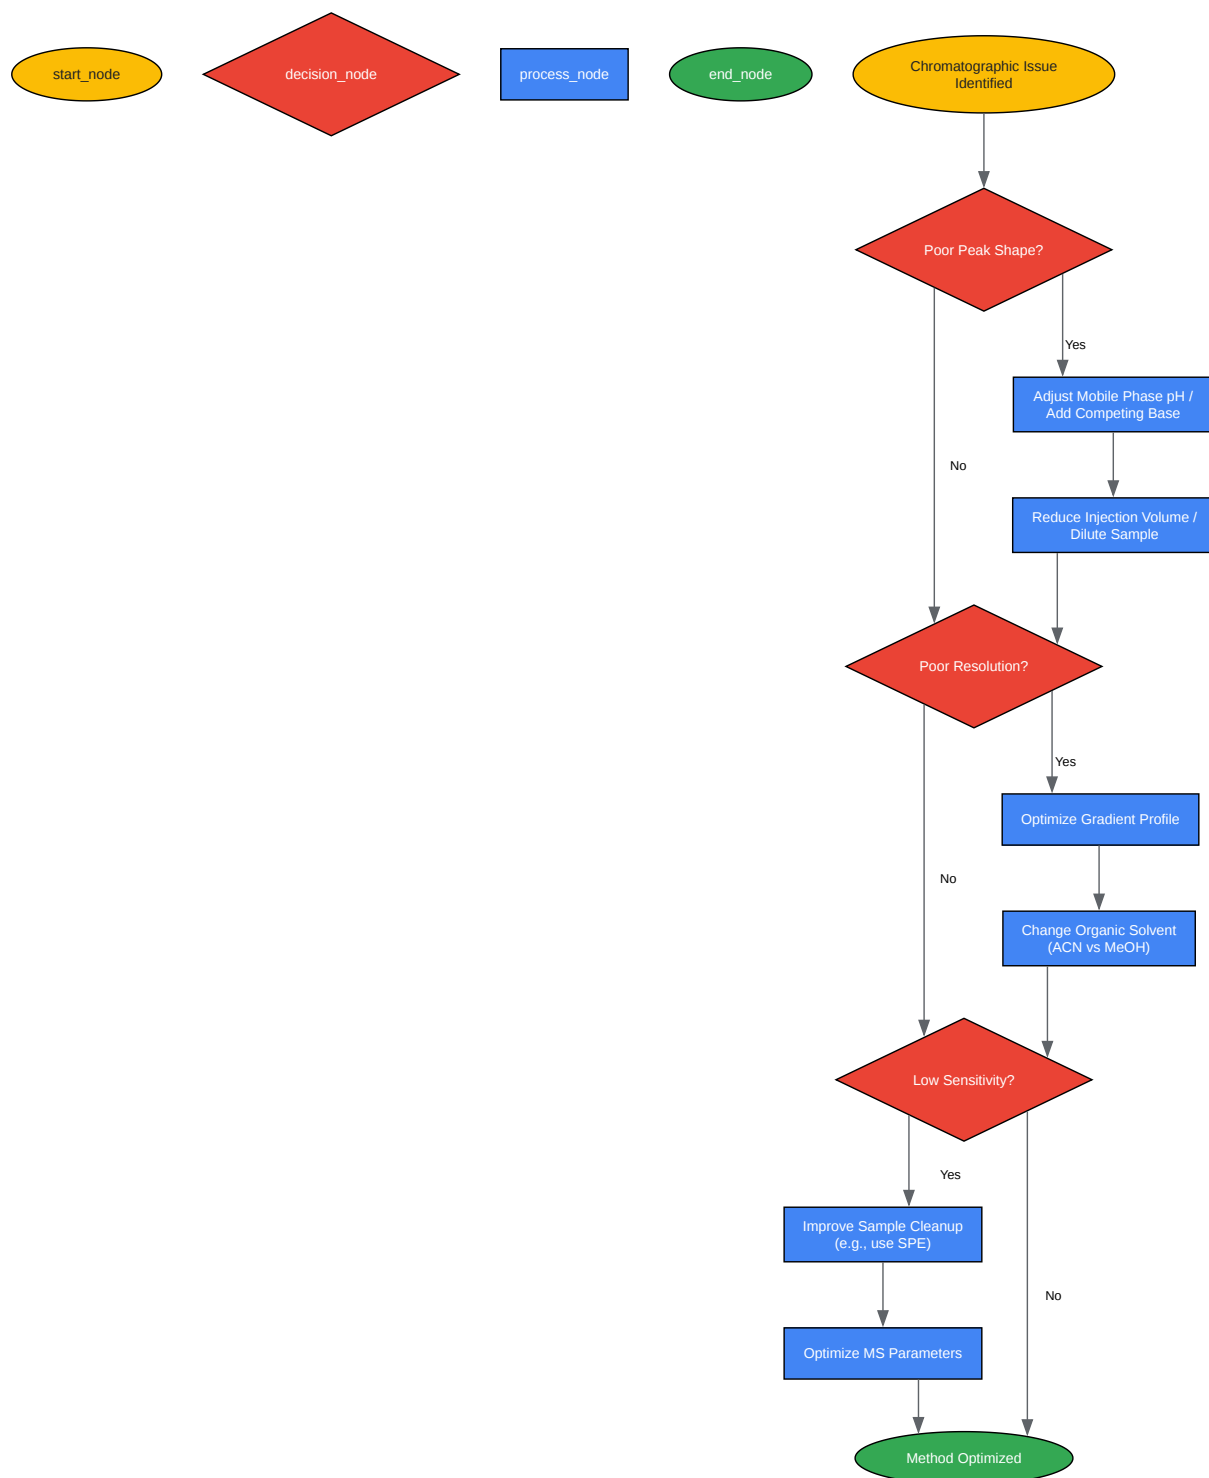 start_node
decision_node
process_node
end_node
Chromatographic Issue
Identified
Poor Peak Shape?
Yes
Adjust Mobile Phase pH /
Add Competing Base
No
Reduce Injection Volume /
Dilute Sample
Poor Resolution?
Yes
Optimize Gradient Profile
No
Change Organic Solvent
(ACN vs MeOH)
Low Sensitivity?
Yes
Improve Sample Cleanup
(e.g., use SPE)
No
Optimize MS Parameters
Method Optimized